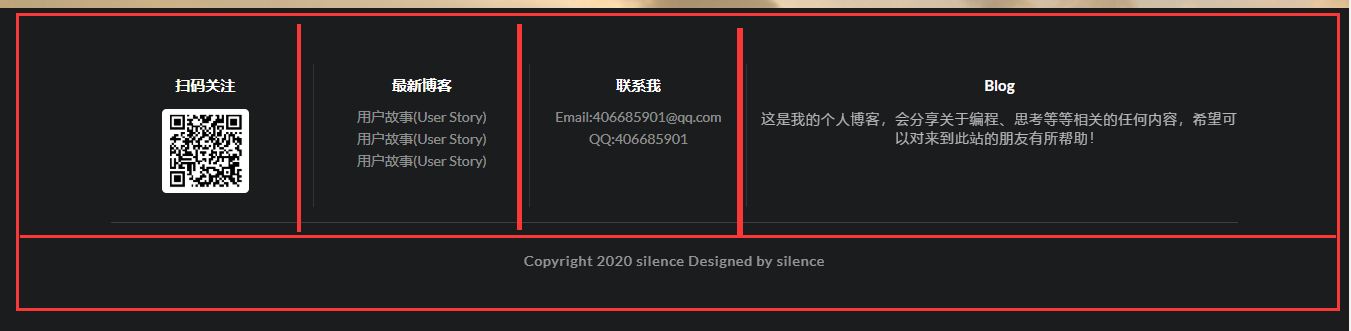 扫码关注
最新博客
用户故事(User Story)
用户故事(User Story)
用户故事(User Story)
联系我
Email:406685901@qq.com
QQ:406685901
Blog
这是我的个人博客，会分享关于编程、思考等等相关的任何内容，希望可
以对来到此站的朋友有所帮助！
Copyright 2020 silence Designed by silence